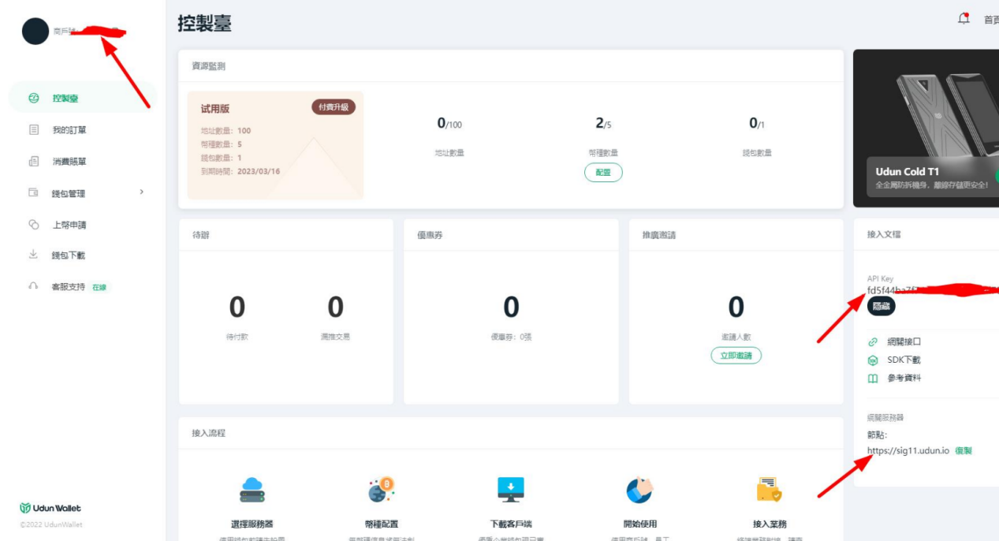 商戶號:
控製臺
首頁
控製臺
我的訂單
消費賬單
錢包管理
上幣申請
錢包下載
客服支持 在線
Udun Wallet
©2022 UdunWallet
資源監測
试用版
付費升級
地址數量: 100
幣種數量: 5
錢包數量: 1
到期時間: 2023/03/16
0/100
地址數量
2/5
幣種數量
配置
0/1
錢包數量
Udun Cold T1
全金屬防拆機身，離線存儲更安全!
待辦
0
待付款
0
週推交易
優惠券
0
優惠券: 0張
推廣邀請
0
邀請人數
立即邀請
接入文檔
API Key
fd5f44ba7f
隱藏
網關接口
SDK下載
參考資料
網關服務器
節點:
https://sig11.udun.io 復製
接入流程
選擇服務器
幣種配置
下載客戶端
開始使用
接入業務